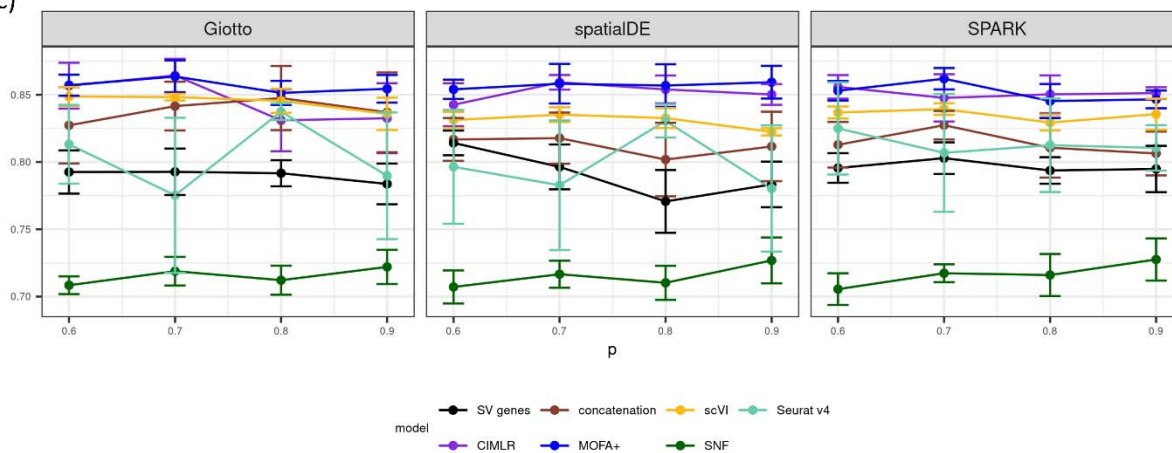 c)
Giotto spatialDE SPARK
0.85
0.80
0.75
0.70
0.6 0.7 0.8 0.9 0.6 0.7 0.8 0.9 0.6 0.7 0.8 0.9
p
model
SV genes concatenation scVI Seurat v4
CIMLR MOFA+ SNF